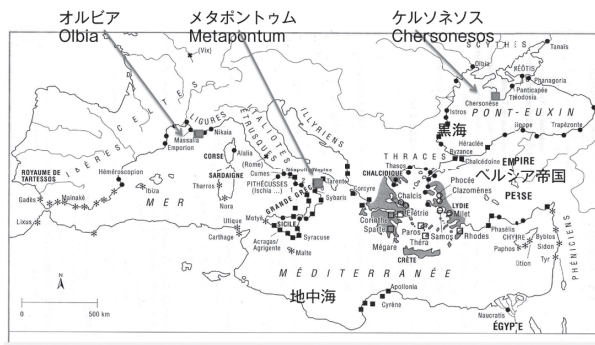 オルビア
Olbia
メタポントゥム
Metapontum
ケルソネソス
Chersonesos
(Vix)
SCYTHES
Tanaïs
Olbia
MÉOTIS
Phanagoria
Panticapée
Théodosia
Chersonèse
CELTES
LIGURES
Nikaia
Massalia
Emporion
ILLYRIENS
Istros
PONT-EUXIN
黒海
Sinope
Trapézonte
IBÈRES
ITALIOTES
ÉTRUSQUES
CORSE
Alalia
(Rome)
Héraclée
THRACES
Byzance
Chalcédoine
EMPIRE
ペルシア帝国
PERSE
ROYAUME DE
TARTESSOS
Héméroscopion
SARDAIGNE
Cumes
PITHÉCUSSES
(Ischia ...)
Tarente
Thasos
CHALCIDIQUE
Phocée
Clazomènes
Gadès
Mainaké
Ibiza
Tharros
Nora
GRANDE GRÈCE
Sybaris
Corcyre
Chalcis
Érétrie
LYDIE
Milet
Lixus
MER
Utique
Carthage
Motyé
SICILE
Acragas/
Agrigente
Syracuse
Malte
Corinthe
Sparte
Mégare
Paros
Théra
Samos
Rhodes
CRÈTE
Phasélis
CHYPRE
Paphos
Kition
Byblos
Sidon
Tyr
PHÉNICIENS
N
MÉDITERRANÉE
地中海
Apollonia
Cyrène
Naucratis
ÉGYPTE
0
500 km